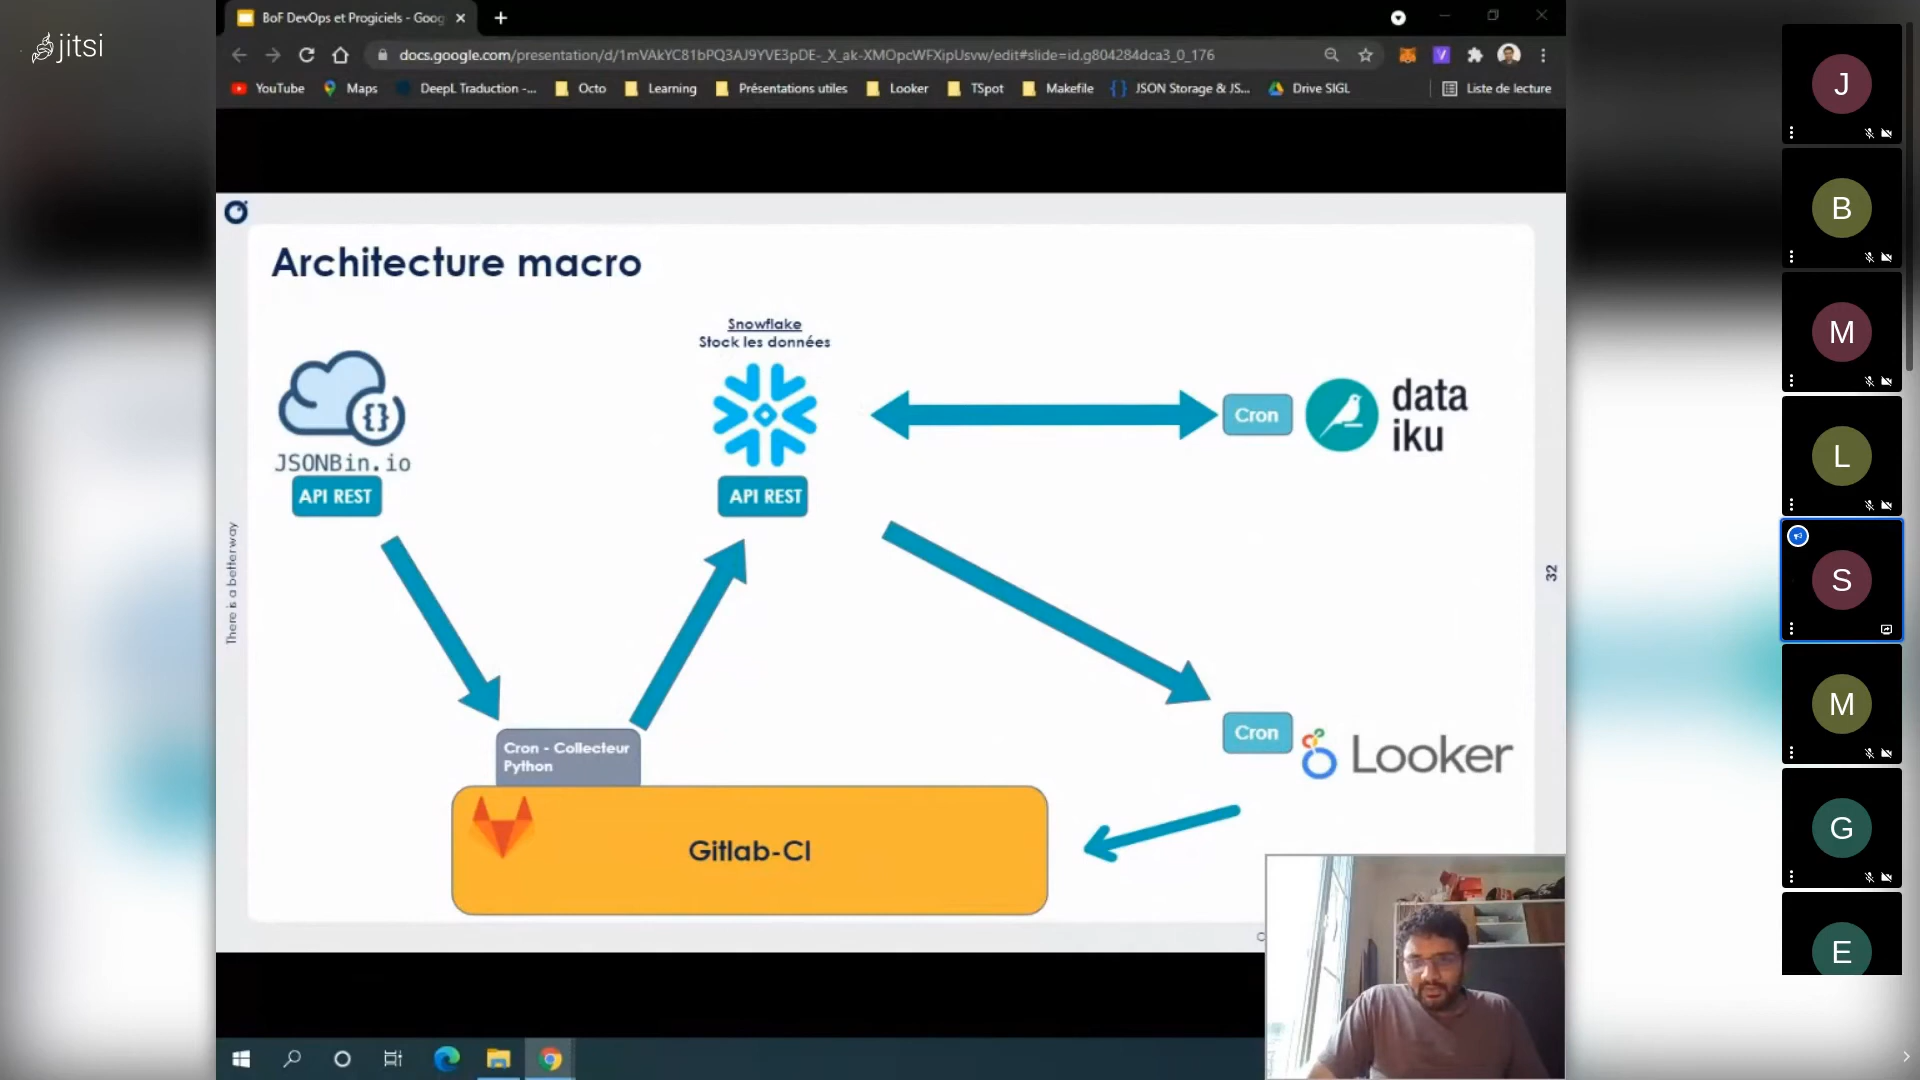 jitsi
BoF DevOps et Progiciels - Goog
docs.google.com/presentation/d/1mVAkYC81bPQ3AJ9YVE3pDE-_X_ak-XMOpcWFXipUsvw/edit#slide=id.g804284dca3_0_176
YouTube
Maps
DeepL Traduction -...
Octo
Learning
Présentations utiles
Looker
TSpot
Makefile
JSON Storage & JS...
Drive SIGL
Liste de lecture
Architecture macro
Snowflake
Stock les données
{}
JSONBin.io
API REST
API REST
Cron
data
iku
There is a better way
32
Cron - Collecteur
Python
Gitlab-CI
Cron
Looker
J
B
M
L
S
M
G
E